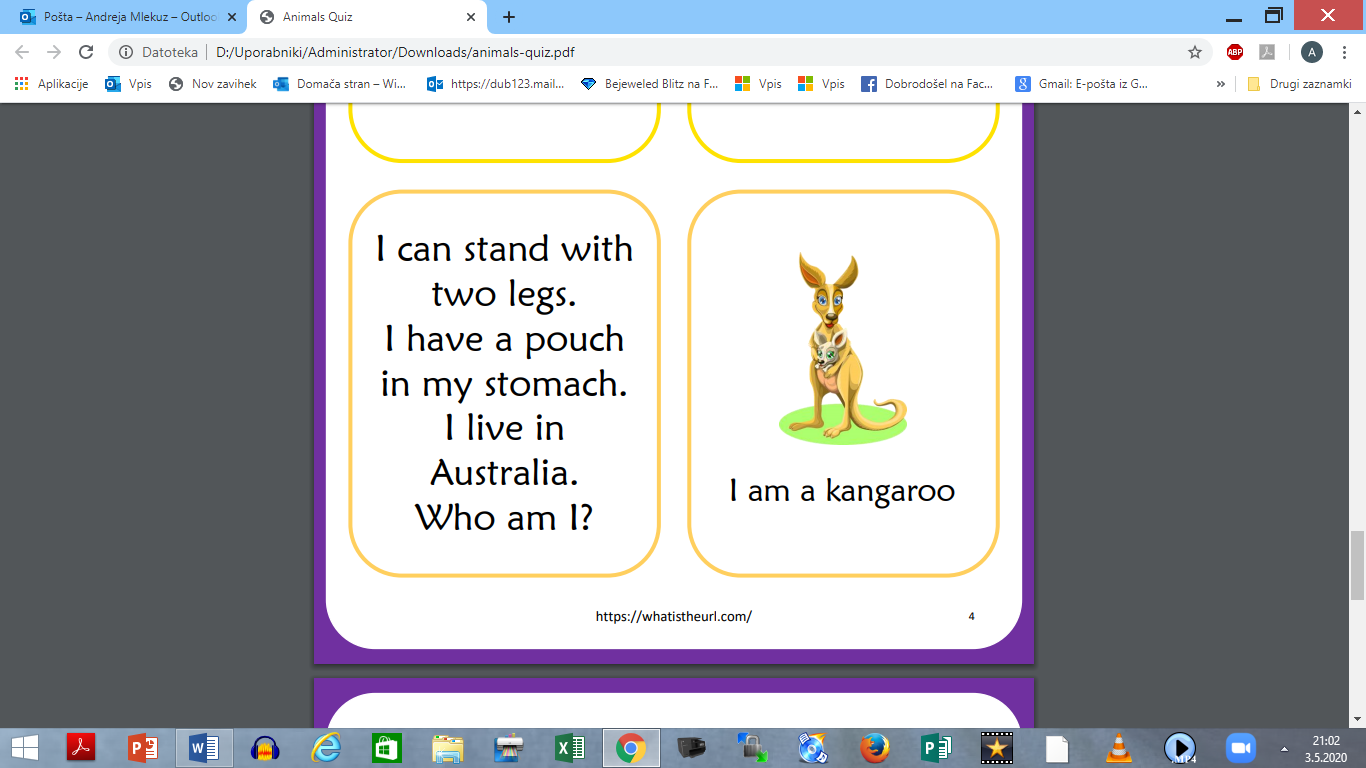 Pošta – Andreja Mlekuz – Outloo
Animals Quiz
Datoteka
D:/Uporabniki/Administrator/Downloads/animals-quiz.pdf
ABP
A
Aplikacije
Vpis
Nov zavihek
Domača stran – Wi...
https://dub123.mail...
Bejeweled Blitz na F...
Vpis
Vpis
Dobrodošel na Fac...
Gmail: E-pošta iz G...
»
Drugi zaznamki
I can stand with
two legs.
I have a pouch
in my stomach.
I live in
Australia.
Who am I?
I am a kangaroo
https://whatistheurl.com/
4
MP4
21:02
3.5.2020